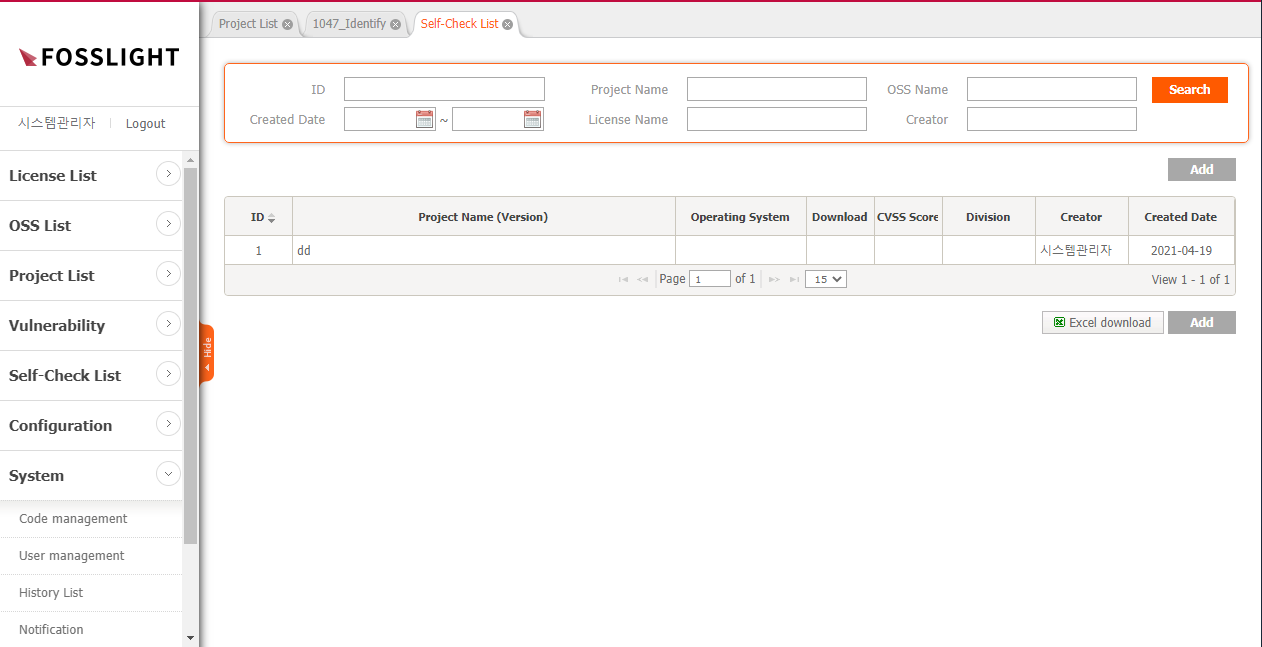 FOSSLIGHT
시스템관리자 Logout
License List
OSS List
Project List
Vulnerability
Self-Check List
Configuration
System
Code management
User management
History List
Notification
Hide
Project List 1047_Identify Self-Check List
ID Project Name OSS Name Search
Created Date ~ License Name Creator
Add
ID Project Name (Version) Operating System Download CVSS Score Division Creator Created Date
1 dd 시스템관리자 2021-04-19
Page 1 of 1 15 View 1 - 1 of 1
Excel download Add